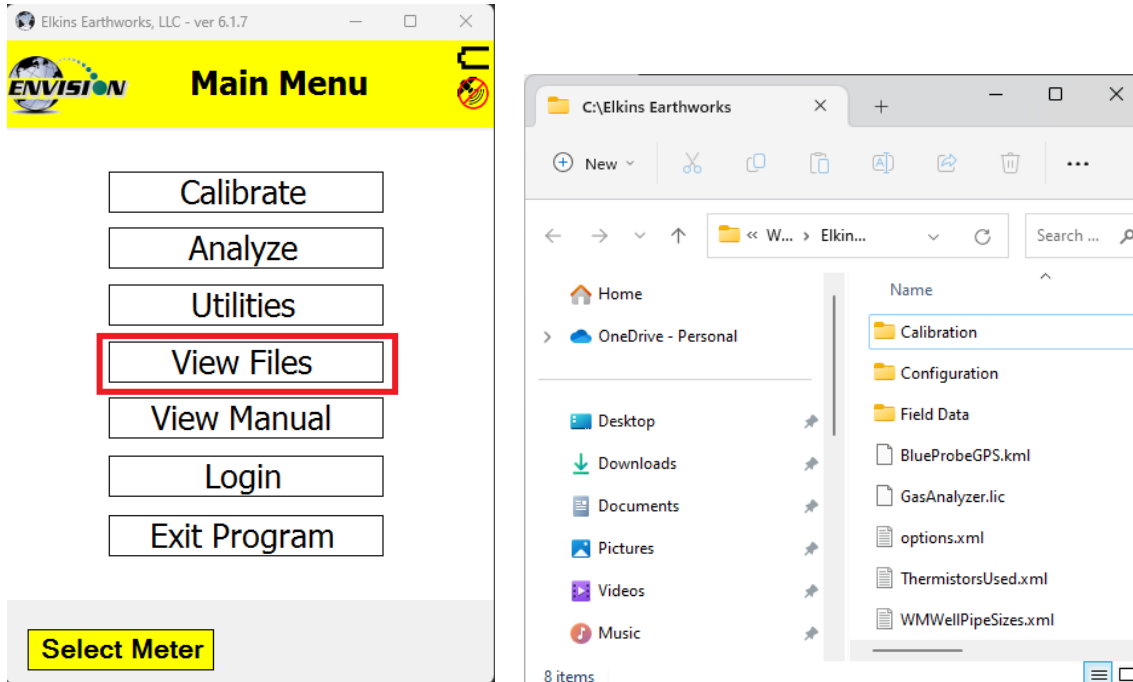 Elkins Earthworks, LLC - ver 6.1.7
ENVISION
Main Menu
Calibrate
Analyze
Utilities
View Files
View Manual
Login
Exit Program
Select Meter
C:\Elkins Earthworks
New
« W... › Elkin...
Search ...
Home
OneDrive - Personal
Desktop
Downloads
Documents
Pictures
Videos
Music
Name
Calibration
Configuration
Field Data
BlueProbeGPS.kml
GasAnalyzer.lic
options.xml
ThermistorsUsed.xml
WMWellPipeSizes.xml
8 items